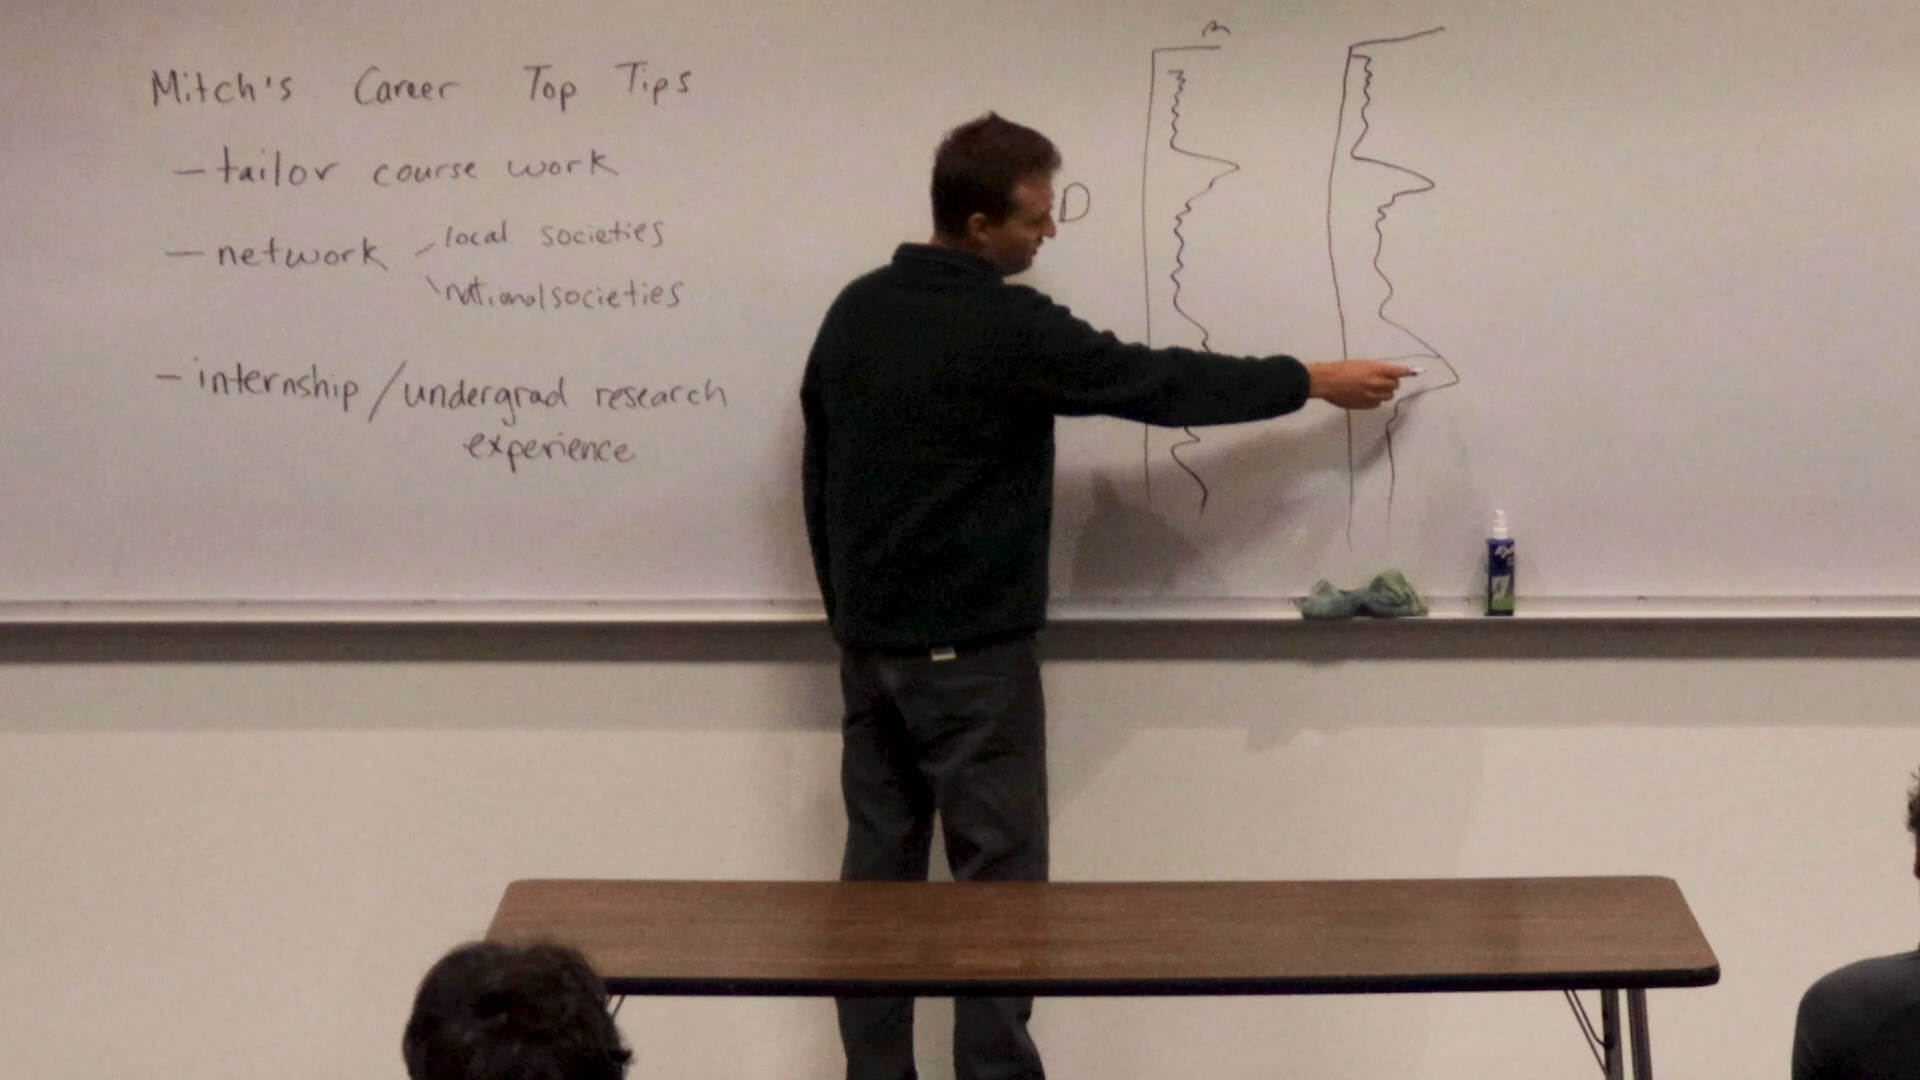 Mitch's Career Top Tips
- tailor course work
- network
local societies
national societies
- internship / undergrad research
experience
D